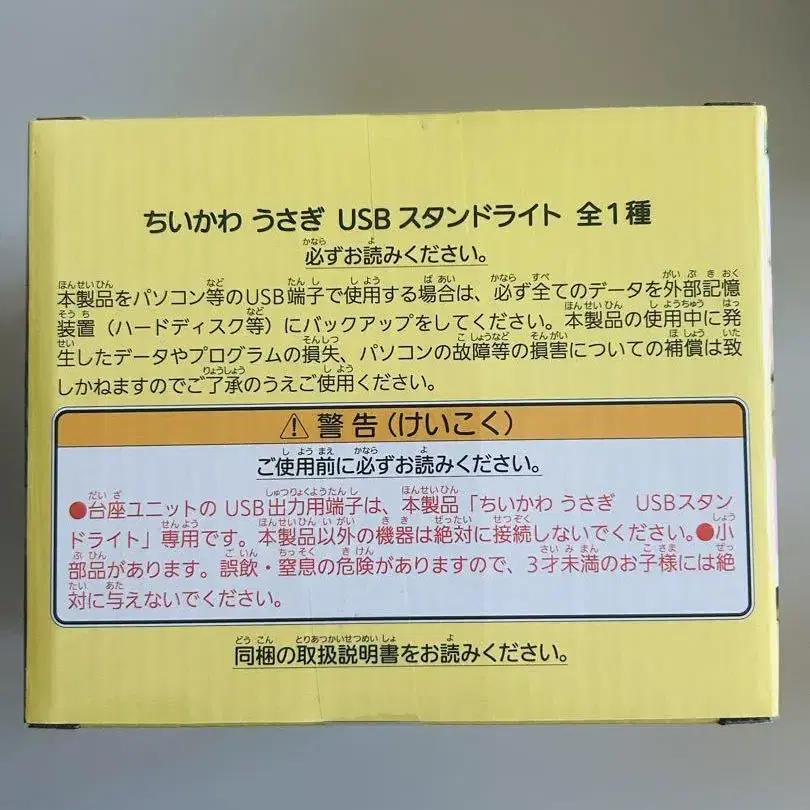 ちいかわ うさぎ USB スタンドライト 全1種
必ずお読みください。
本製品をパソコン等のUSB端子で使用する場合は、必ず全てのデータを外部記憶
装置（ハードディスク等）にバックアップをしてください。本製品の使用中に発
生したデータやプログラムの損失、パソコンの故障等の損害についての補償は致
しかねますのでご了承のうえご使用ください。
⚠ 警告（けいこく）
ご使用前に必ずお読みください。
●台座ユニットの USB出力用端子は、本製品「ちいかわ うさぎ USBスタン
ドライト」専用です。本製品以外の機器は絶対に接続しないでください。●小
部品があります。誤飲・窒息の危険がありますので、3才未満のお子様には絶
対に与えないでください。
同梱の取扱説明書をお読みください。